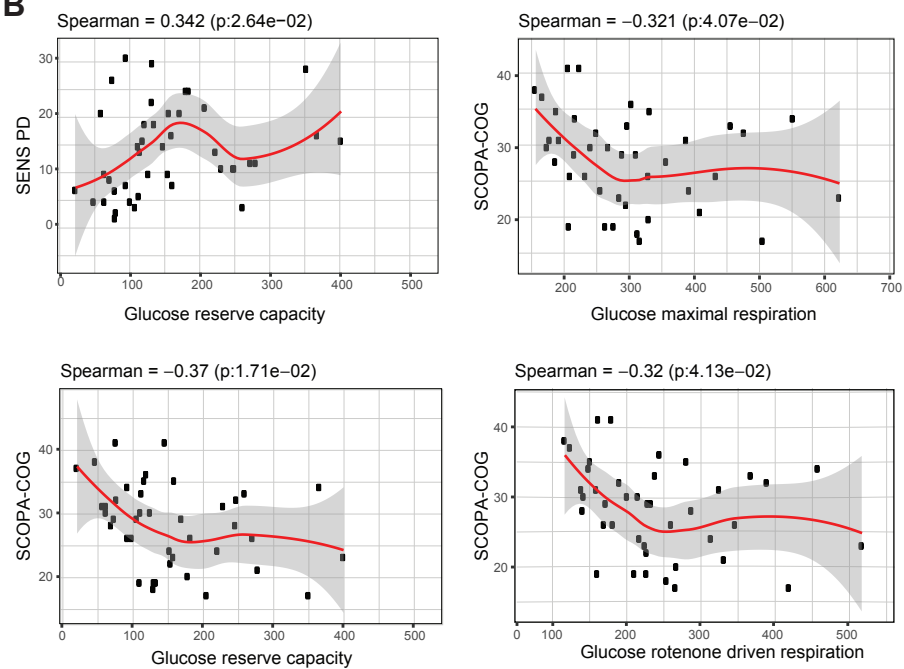 B
Spearman = 0.342 (p:2.64e−02)
30
20
10
0
SENS PD
0 100 200 300 400 500
Glucose reserve capacity
Spearman = −0.321 (p:4.07e−02)
40
30
20
SCOPA-COG
200 300 400 500 600 700
Glucose maximal respiration
Spearman = −0.37 (p:1.71e−02)
40
30
20
SCOPA-COG
0 100 200 300 400 500
Glucose reserve capacity
Spearman = −0.32 (p:4.13e−02)
40
30
20
SCOPA-COG
0 100 200 300 400 500
Glucose rotenone driven respiration